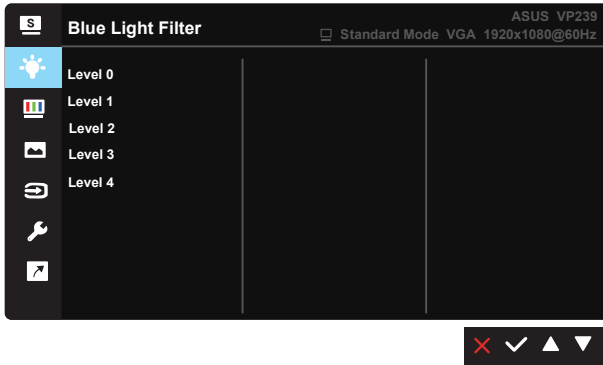 S
Blue Light Filter
ASUS VP239
Standard Mode VGA 1920x1080@60Hz
Level 0
Level 1
Level 2
Level 3
Level 4